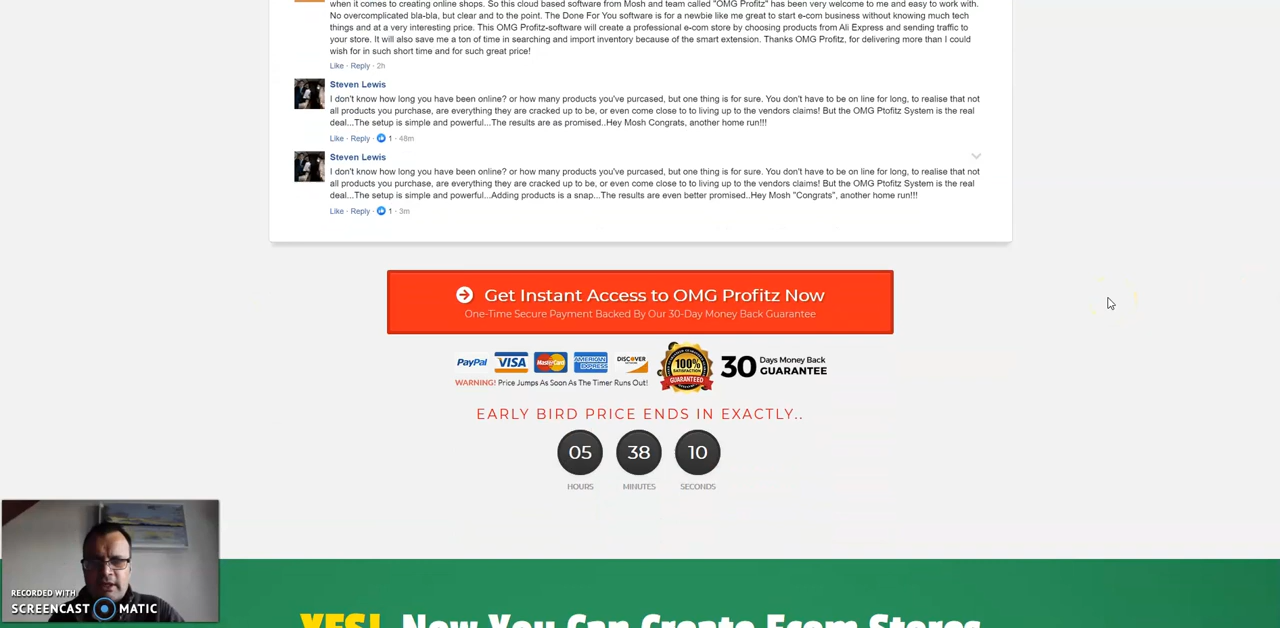 when it comes to creating online shops. So this cloud based software from Mosh and team called "OMG Profitz" has been very welcome to me and easy to work with.
No overcomplicated bla-bla, but clear and to the point. The Done For You software is for a newbie like me great to start e-com business without knowing much tech
things and at a very interesting price. This OMG Profitz-software will create a professional e-com store by choosing products from Ali Express and sending traffic to
your store. It will also save me a ton of time in searching and import inventory because of the smart extension. Thanks OMG Profitz, for delivering more than I could
wish for in such short time and for such great price!
Like · Reply · 2h
Steven Lewis
I don't know how long you have been online? or how many products you've purcased, but one thing is for sure. You don't have to be on line for long, to realise that not
all products you purchase, are everything they are cracked up to be, or even come close to to living up to the vendors claims! But the OMG Ptofitz System is the real
deal...The setup is simple and powerful...The results are as promised..Hey Mosh Congrats, another home run!!!
Like · Reply · 1 · 48m
Steven Lewis
I don't know how long you have been online? or how many products you've purcased, but one thing is for sure. You don't have to be on line for long, to realise that not
all products you purchase, are everything they are cracked up to be, or even come close to to living up to the vendors claims! But the OMG Ptofitz System is the real
deal...The setup is simple and powerful...Adding products is a snap...The results are even better promised..Hey Mosh "Congrats", another home run!!!
Like · Reply · 1 · 3m
Get Instant Access to OMG Profitz Now
One-Time Secure Payment Backed By Our 30-Day Money Back Guarantee
PayPal VISA MasterCard AMERICAN EXPRESS DISCOVER 100% SATISFACTION GUARANTEED 30 Days Money Back GUARANTEE
WARNING! Price Jumps As Soon As The Timer Runs Out!
EARLY BIRD PRICE ENDS IN EXACTLY..
05 38 10
HOURS MINUTES SECONDS
RECORDED WITH
SCREENCAST MATIC
YES! Now You Can Create Ecom Stores